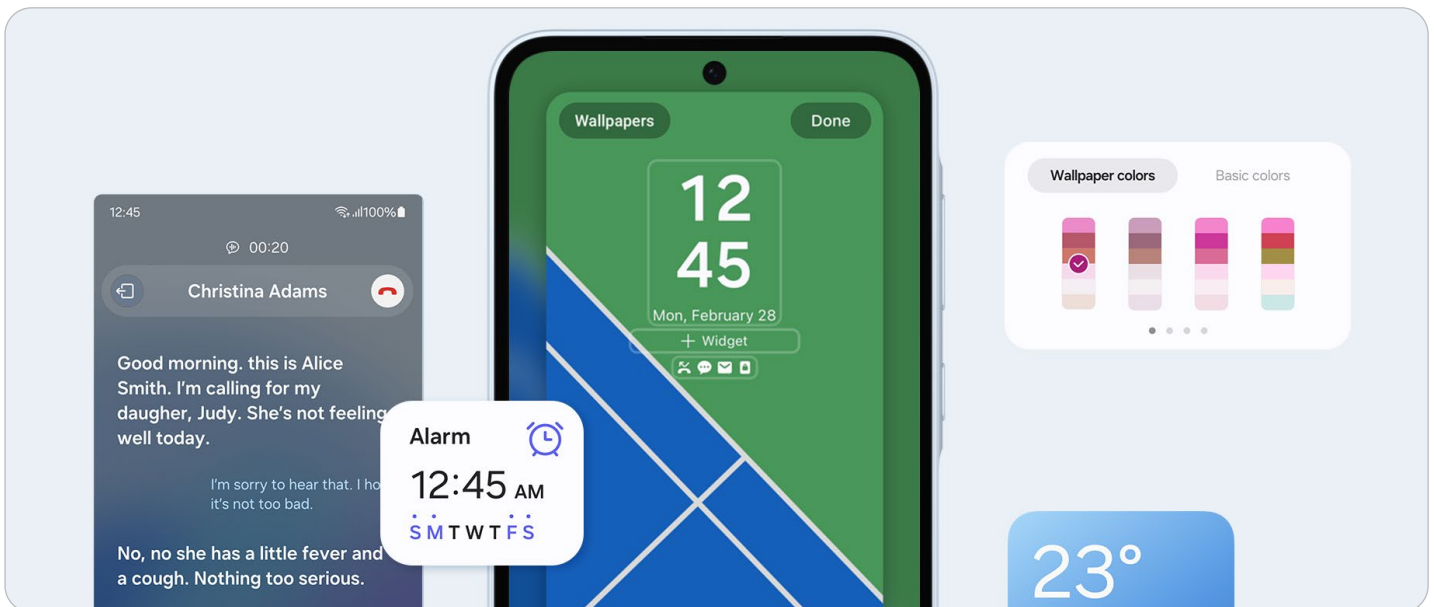 12:45
100%
00:20
Christina Adams
Good morning. this is Alice
Smith. I'm calling for my
daugher, Judy. She's not feeling
well today.
I'm sorry to hear that. I ho
it's not too bad.
No, no she has a little fever and
a cough. Nothing too serious.
Alarm
12:45 AM
S M T W T F S
Wallpapers
Done
12
45
Mon, February 28
+ Widget
Wallpaper colors
Basic colors
23°